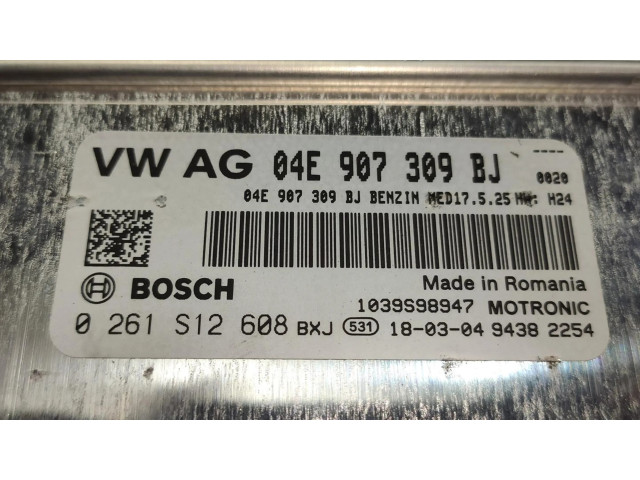 VW AG 04E 907 309 BJ ----
0020
04E 907 309 BJ BENZIN MED17.5.25 HW: H24
BOSCH
Made in Romania
1039S98947 MOTRONIC
0 261 S12 608 BXJ 531 18-03-04 9438 2254